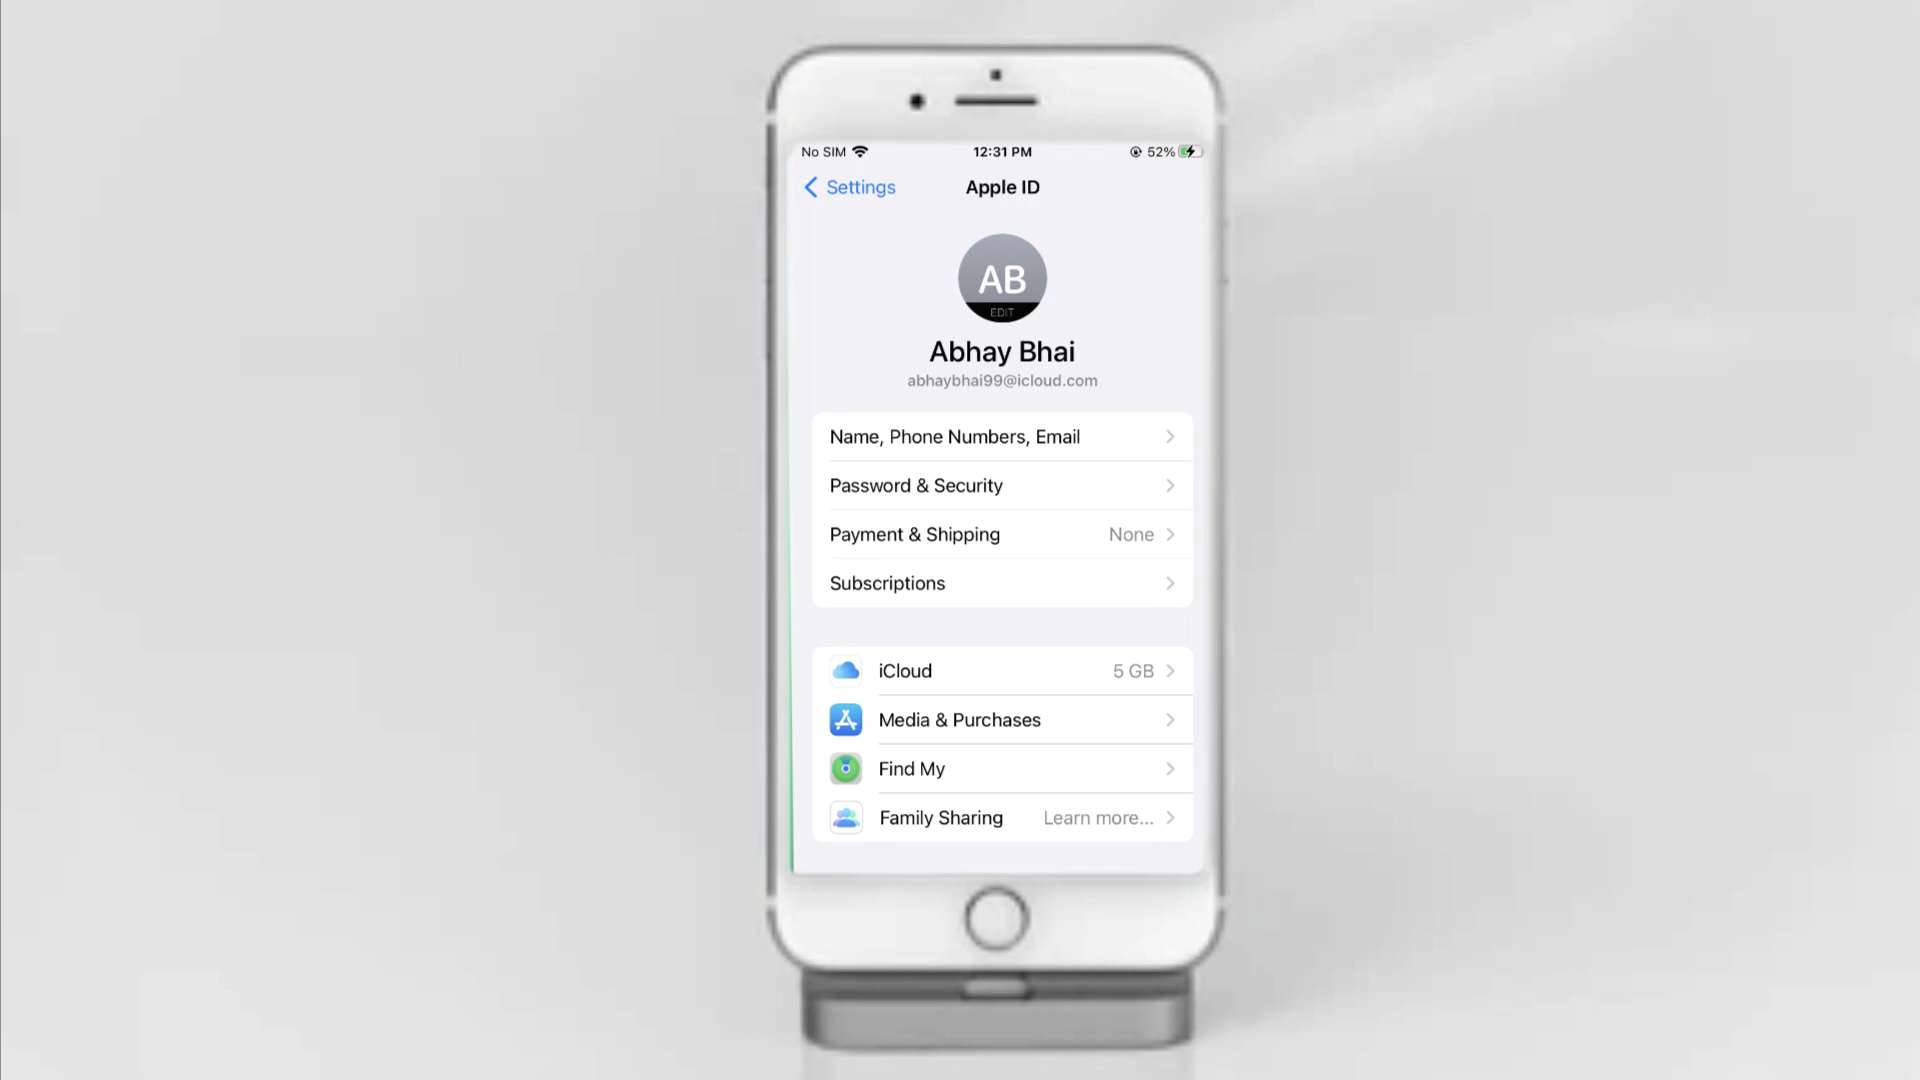 No SIM 12:31 PM 52%
Settings Apple ID
AB
EDIT
Abhay Bhai
abhaybhai99@icloud.com
Name, Phone Numbers, Email
Password & Security
Payment & Shipping None
Subscriptions
iCloud 5 GB
Media & Purchases
Find My
Family Sharing Learn more...